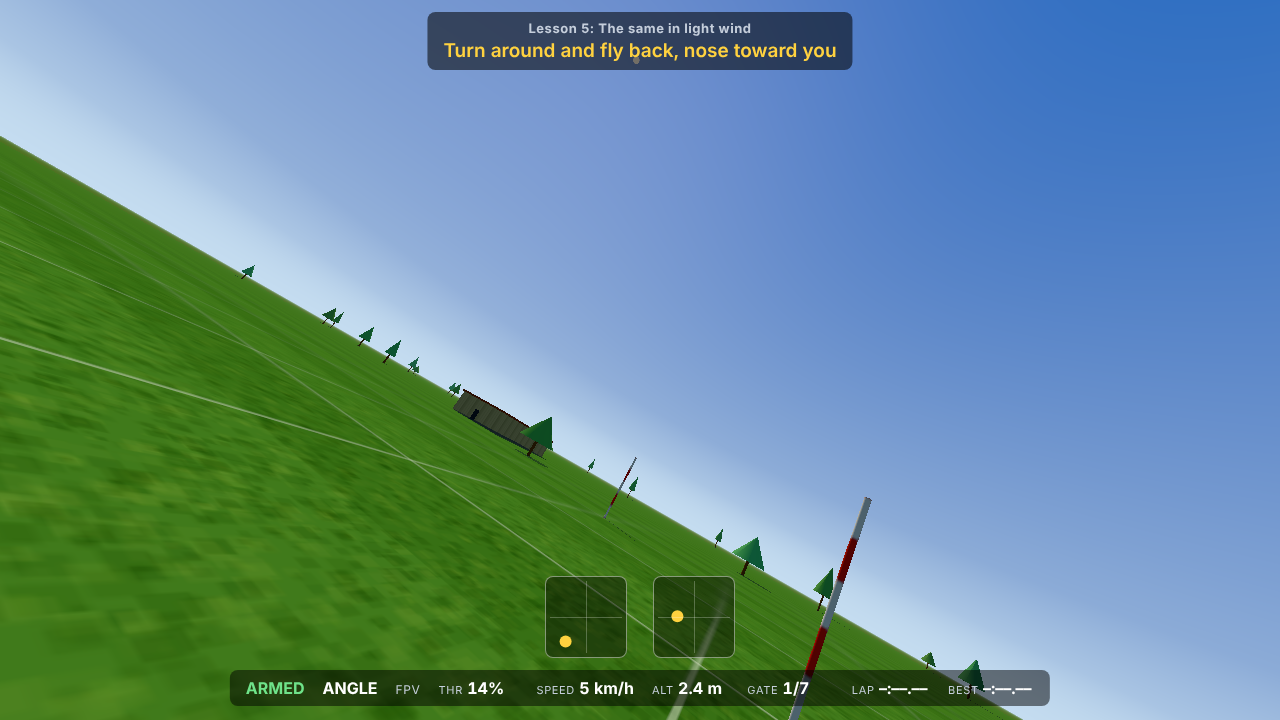 Lesson 5: The same in light wind
Turn around and fly back, nose toward you
ARMED ANGLE FPV THR 14% SPEED 5 km/h ALT 2.4 m GATE 1/7 LAP –:––.–– BEST –:––.––